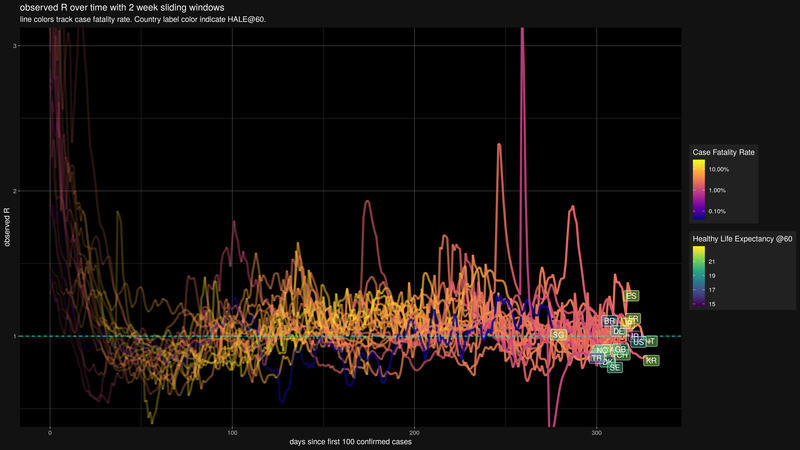 observed R over time with 2 week sliding windows
line colors track case fatality rate. Country label color indicate HALE@60.
3
2
1
observed R
0
100
200
300
days since first 100 confirmed cases
Case Fatality Rate
10.00%
1.00%
0.10%
Healthy Life Expectancy @60
21
19
17
15
ES
BR
DE
SG
US
NO
GB
CH
TR
KR
SE